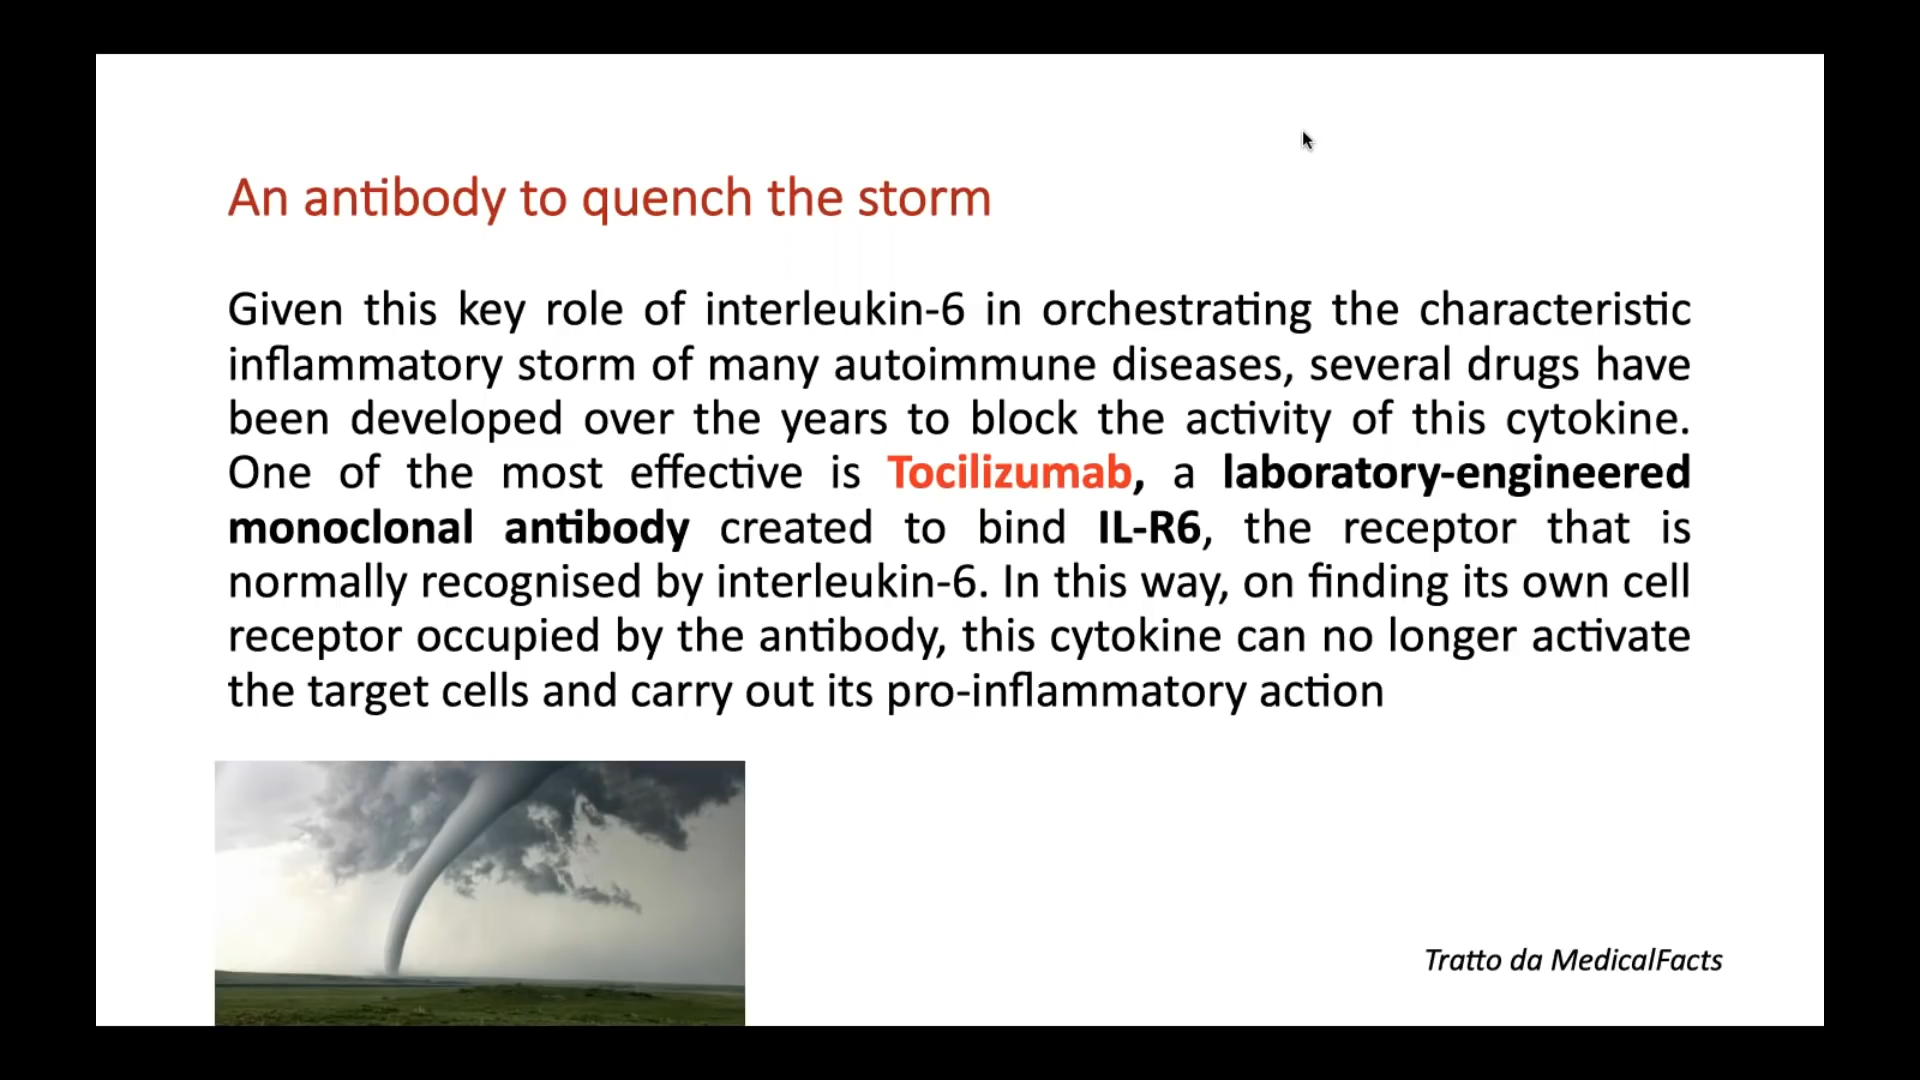 An antibody to quench the storm
Given this key role of interleukin-6 in orchestrating the characteristic
inflammatory storm of many autoimmune diseases, several drugs have
been developed over the years to block the activity of this cytokine.
One of the most effective is Tocilizumab, a laboratory-engineered
monoclonal antibody created to bind IL-R6, the receptor that is
normally recognised by interleukin-6. In this way, on finding its own cell
receptor occupied by the antibody, this cytokine can no longer activate
the target cells and carry out its pro-inflammatory action
Tratto da MedicalFacts